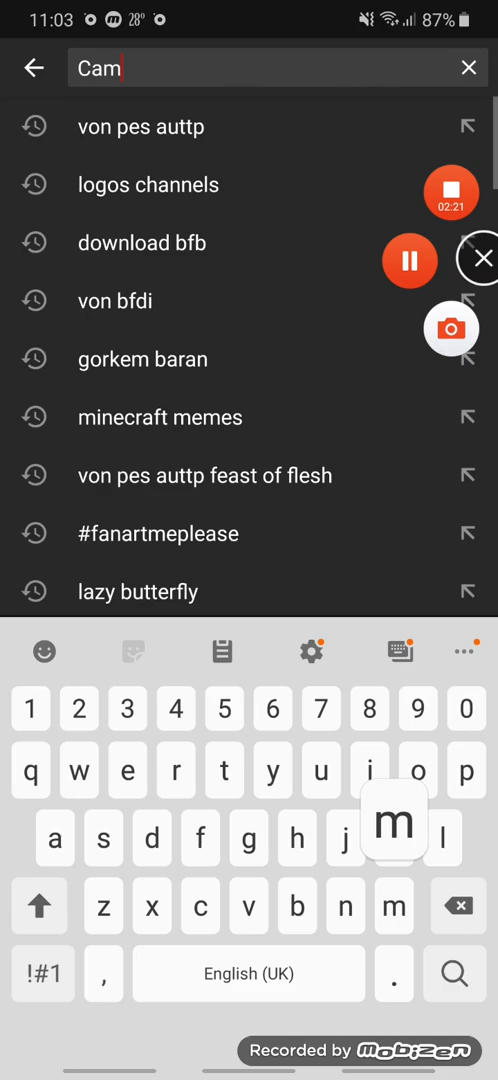 11:03 m 28° 87%
Cam
von pes auttp
logos channels
02:21
download bfb
von bfdi
gorkem baran
minecraft memes
von pes auttp feast of flesh
#fanartmeplease
lazy butterfly
1 2 3 4 5 6 7 8 9 0
q w e r t y u i o p
m
a s d f g h j l
z x c v b n m
!#1 , English (UK) .
Recorded by mobizen